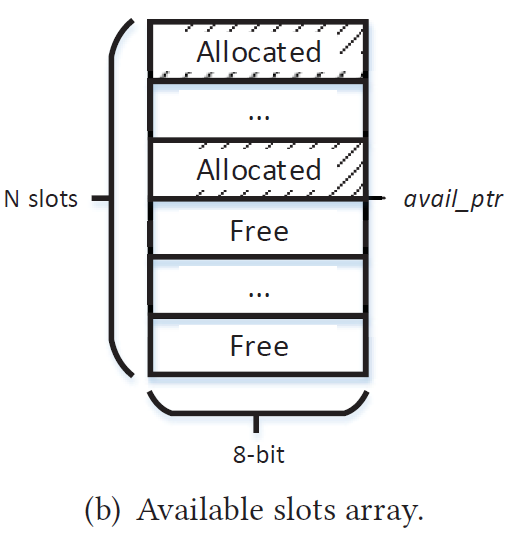 Allocated
...
Allocated
N slots
avail_ptr
Free
...
Free
8-bit
(b) Available slots array.